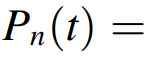 Pₙ(t) =